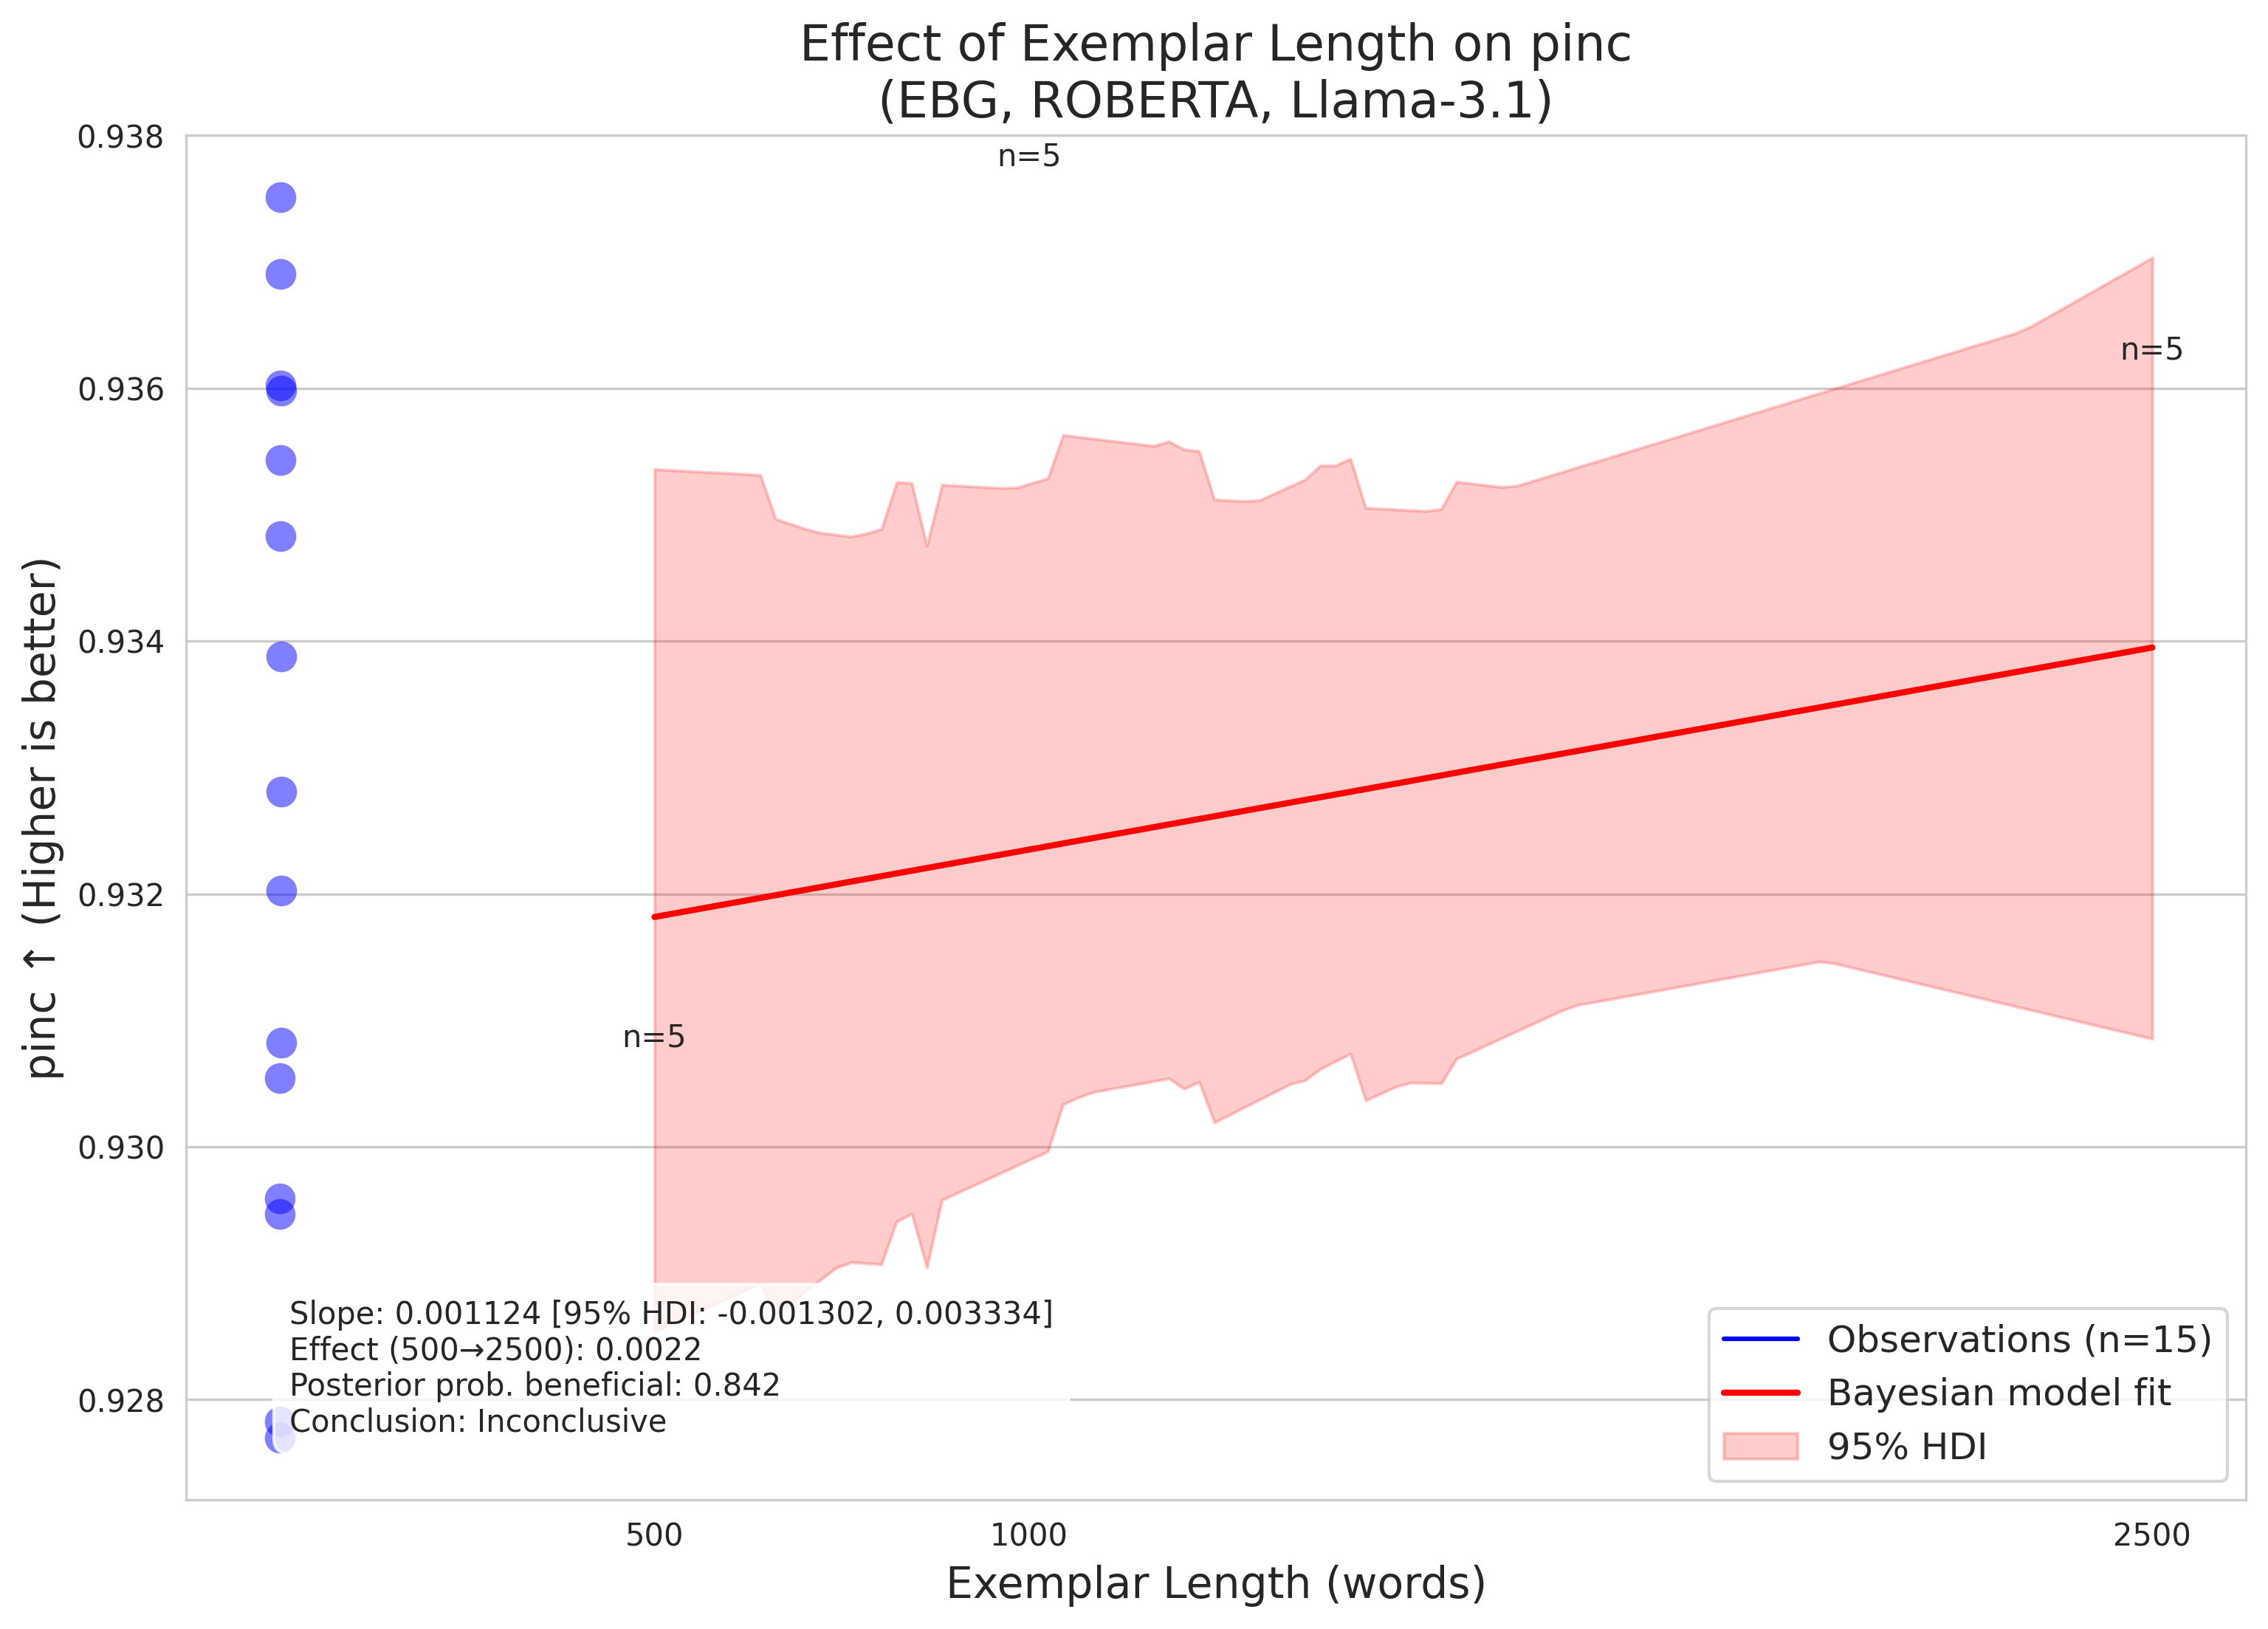 Effect of Exemplar Length on pinc
(EBG, ROBERTA, Llama-3.1)
0.938
0.936
0.934
0.932
0.930
0.928
pinc ↑ (Higher is better)
n=5
n=5
n=5
Slope: 0.001124 [95% HDI: -0.001302, 0.003334]
Effect (500→2500): 0.0022
Posterior prob. beneficial: 0.842
Conclusion: Inconclusive
Observations (n=15)
Bayesian model fit
95% HDI
500
1000
2500
Exemplar Length (words)